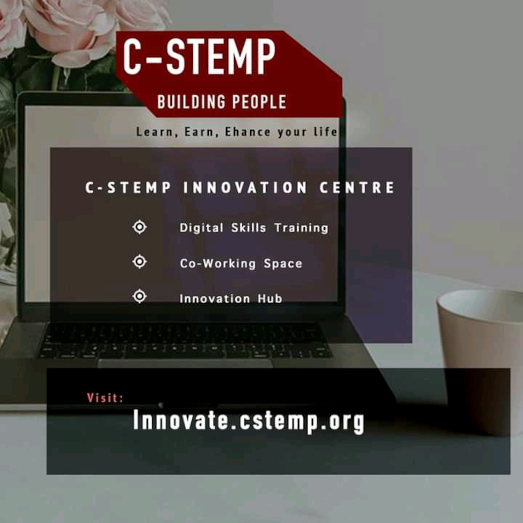 C-STEMP
BUILDING PEOPLE
Learn, Earn, Ehance your life
C-STEMP INNOVATION CENTRE
Digital Skills Training
Co-Working Space
Innovation Hub
Visit:
Innovate.cstemp.org